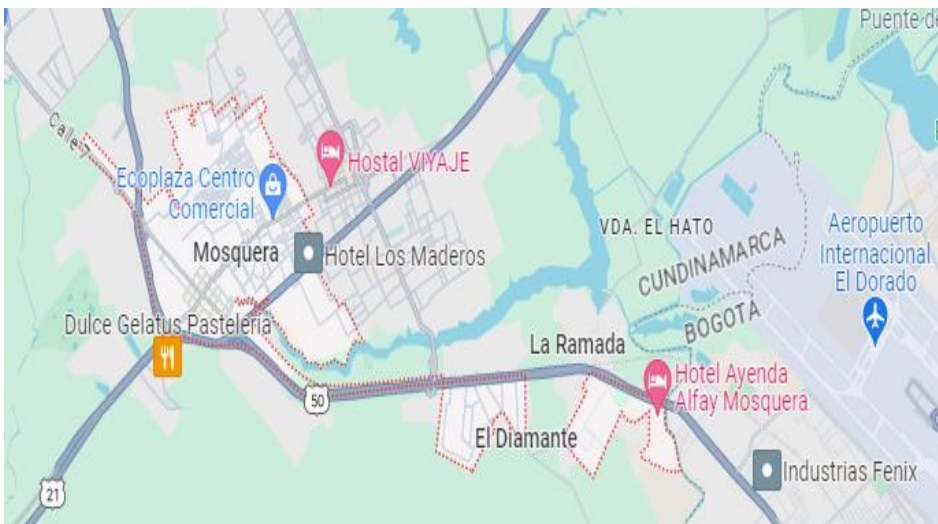 Puente de
Calle 7
Hostal VIYAJE
Ecoplaza Centro
Comercial
VDA. EL HATO
Aeropuerto
Internacional
El Dorado
CUNDINAMARCA
BOGOTÁ
Mosquera
Hotel Los Maderos
Dulce Gelatus Pastelería
La Ramada
Hotel Ayenda
Alfay Mosquera
50
El Diamante
Industrias Fenix
21